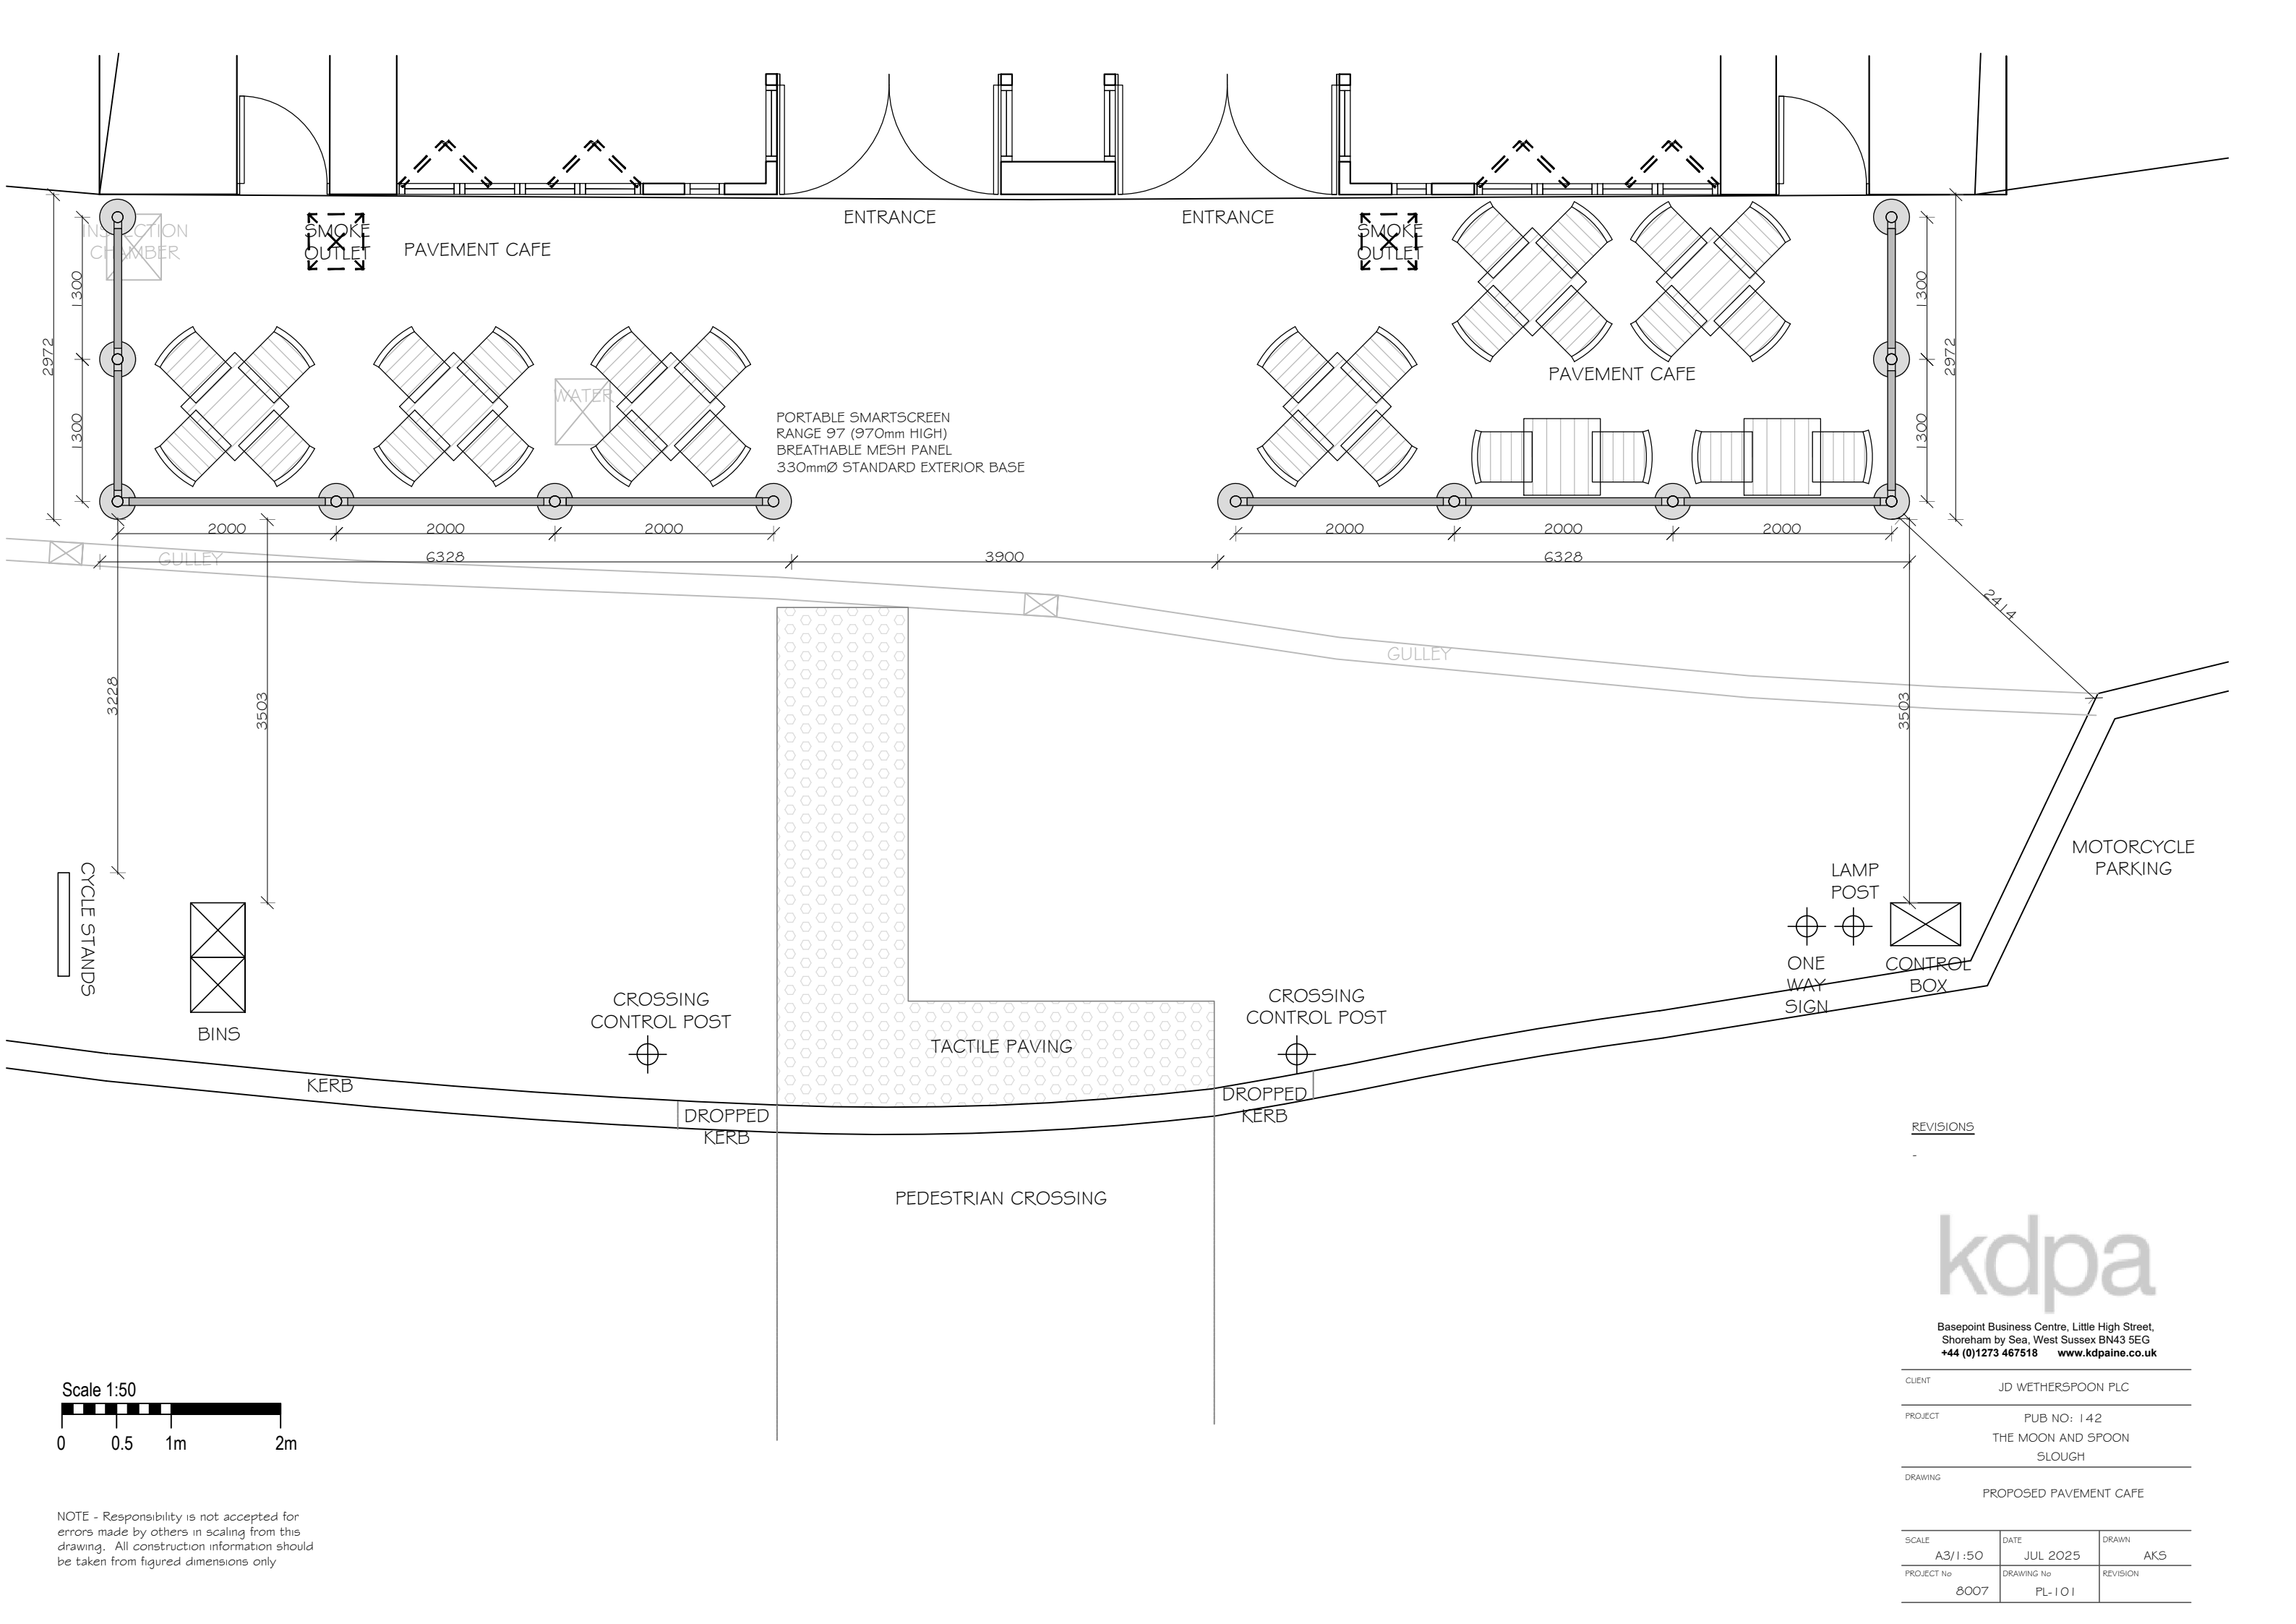 ENTRANCE
ENTRANCE
INSPECTION
CHAMBER
SMOKE
OUTLET
PAVEMENT CAFE
SMOKE
OUTLET
1300
1300
2972
1300
1300
2972
PAVEMENT CAFE
WATER
PORTABLE SMARTSCREEN
RANGE 97 (970mm HIGH)
BREATHABLE MESH PANEL
330mmØ STANDARD EXTERIOR BASE
2000
2000
2000
2000
2000
2000
GULLEY
6328
3900
6328
2414
GULLEY
3228
3503
3503
MOTORCYCLE
PARKING
LAMP
POST
CYCLE STANDS
ONE
WAY
SIGN
CONTROL
BOX
CROSSING
CONTROL POST
CROSSING
CONTROL POST
BINS
TACTILE PAVING
KERB
DROPPED
KERB
DROPPED
KERB
PEDESTRIAN CROSSING
REVISIONS
-
kdpa
Basepoint Business Centre, Little High Street,
Shoreham by Sea, West Sussex BN43 5EG
+44 (0)1273 467518 www.kdpaine.co.uk
CLIENT
JD WETHERSPOON PLC
PROJECT
PUB NO: 142
THE MOON AND SPOON
SLOUGH
DRAWING
PROPOSED PAVEMENT CAFE
SCALE
A3/1:50
DATE
JUL 2025
DRAWN
AKS
PROJECT No
8007
DRAWING No
PL-101
REVISION
Scale 1:50
0 0.5 1m 2m
NOTE - Responsibility is not accepted for
errors made by others in scaling from this
drawing. All construction information should
be taken from figured dimensions only